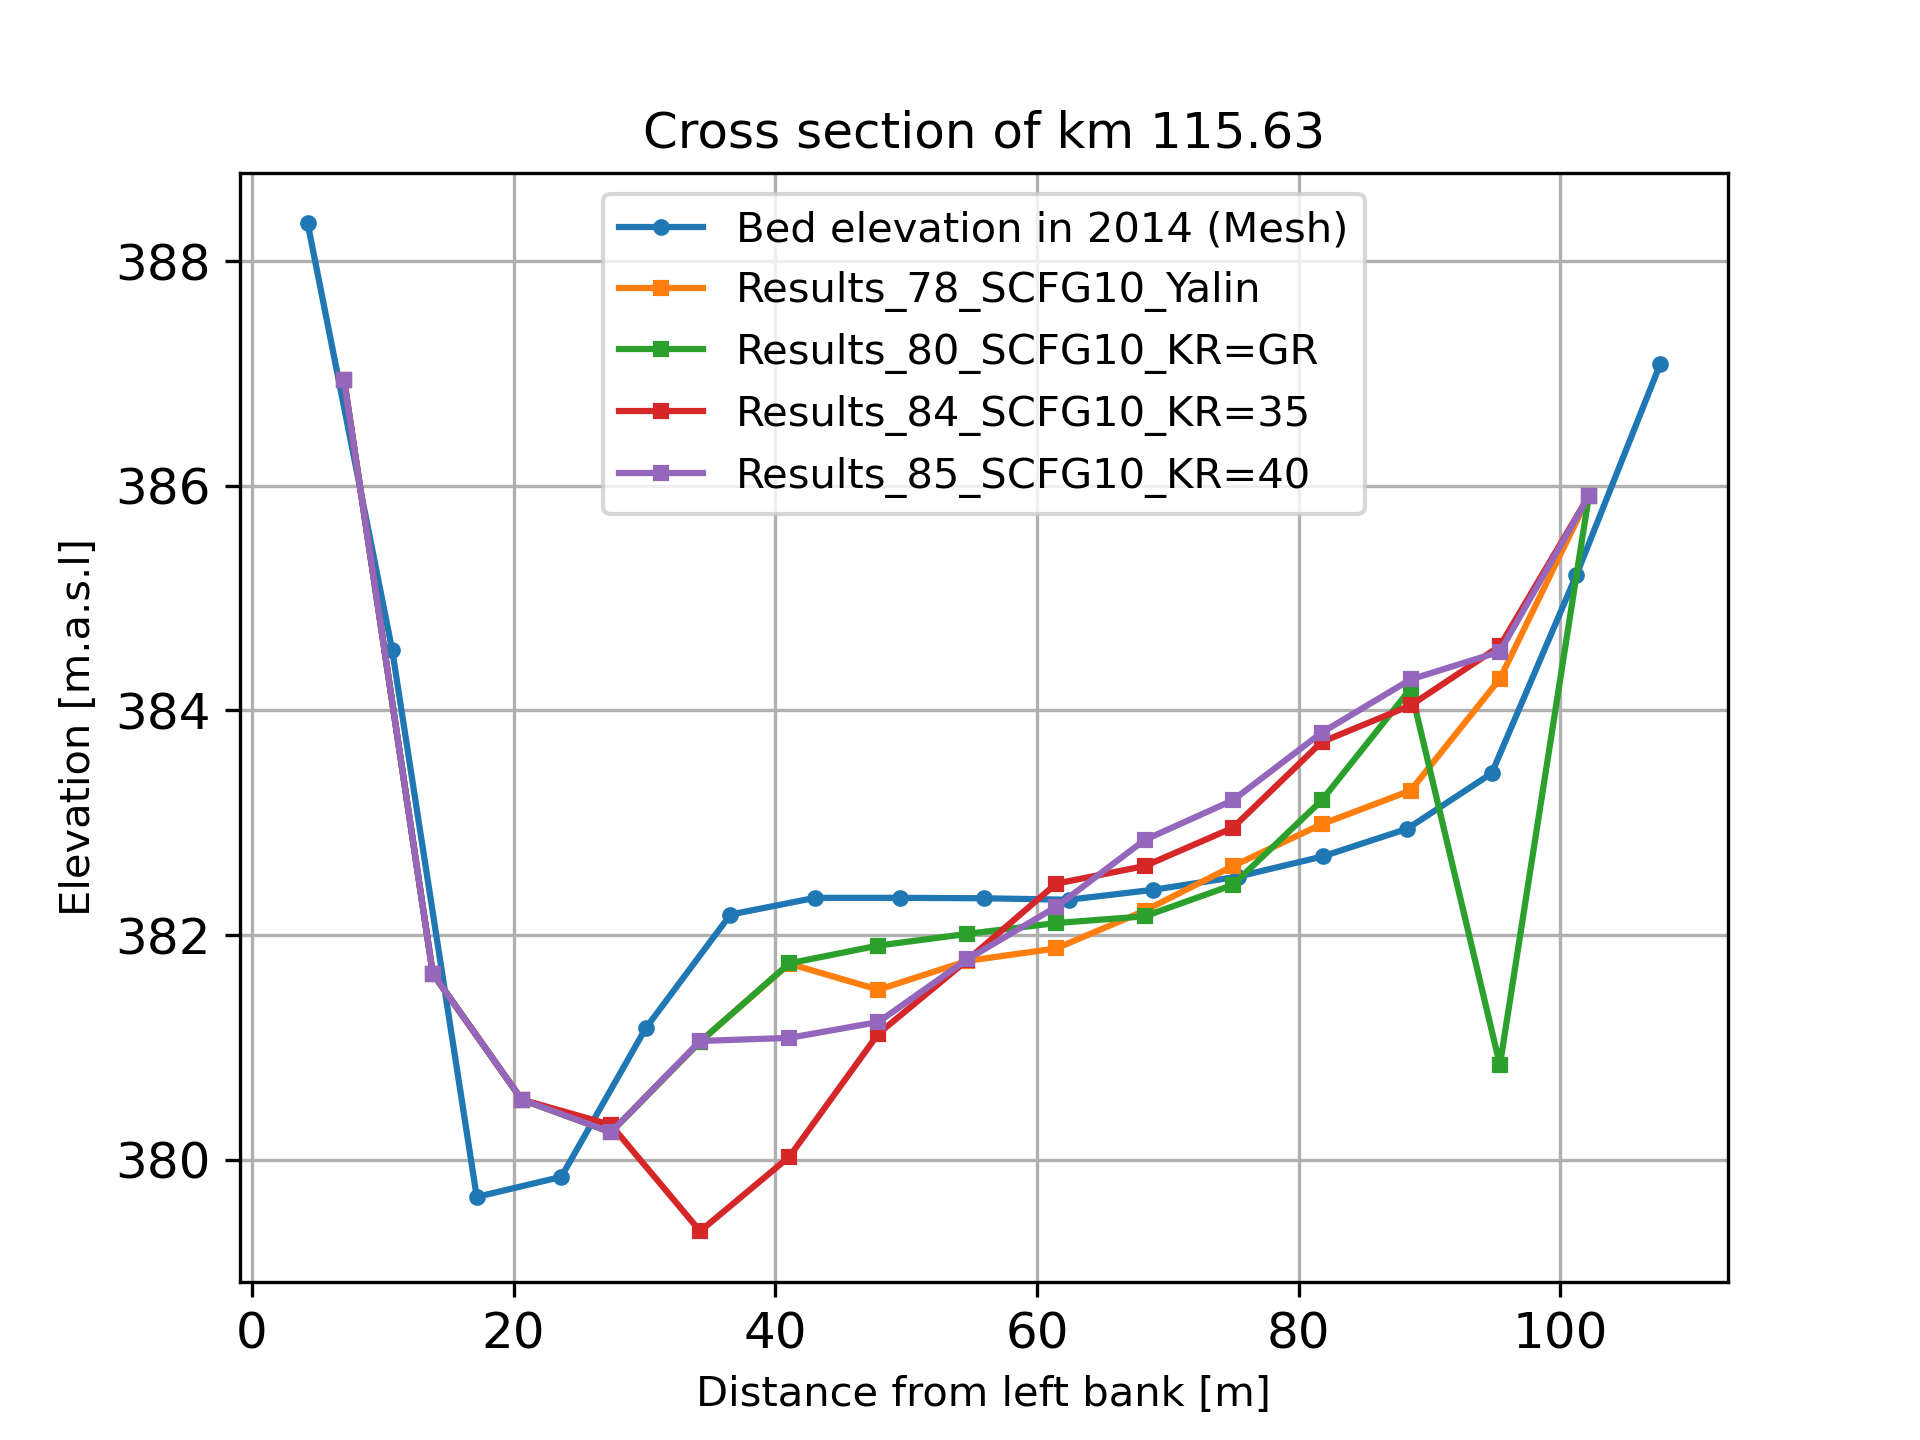 Cross section of km 115.63
Bed elevation in 2014 (Mesh)
Results_78_SCFG10_Yalin
Results_80_SCFG10_KR=GR
Results_84_SCFG10_KR=35
Results_85_SCFG10_KR=40
388
386
384
382
380
Elevation [m.a.s.l]
0 20 40 60 80 100
Distance from left bank [m]